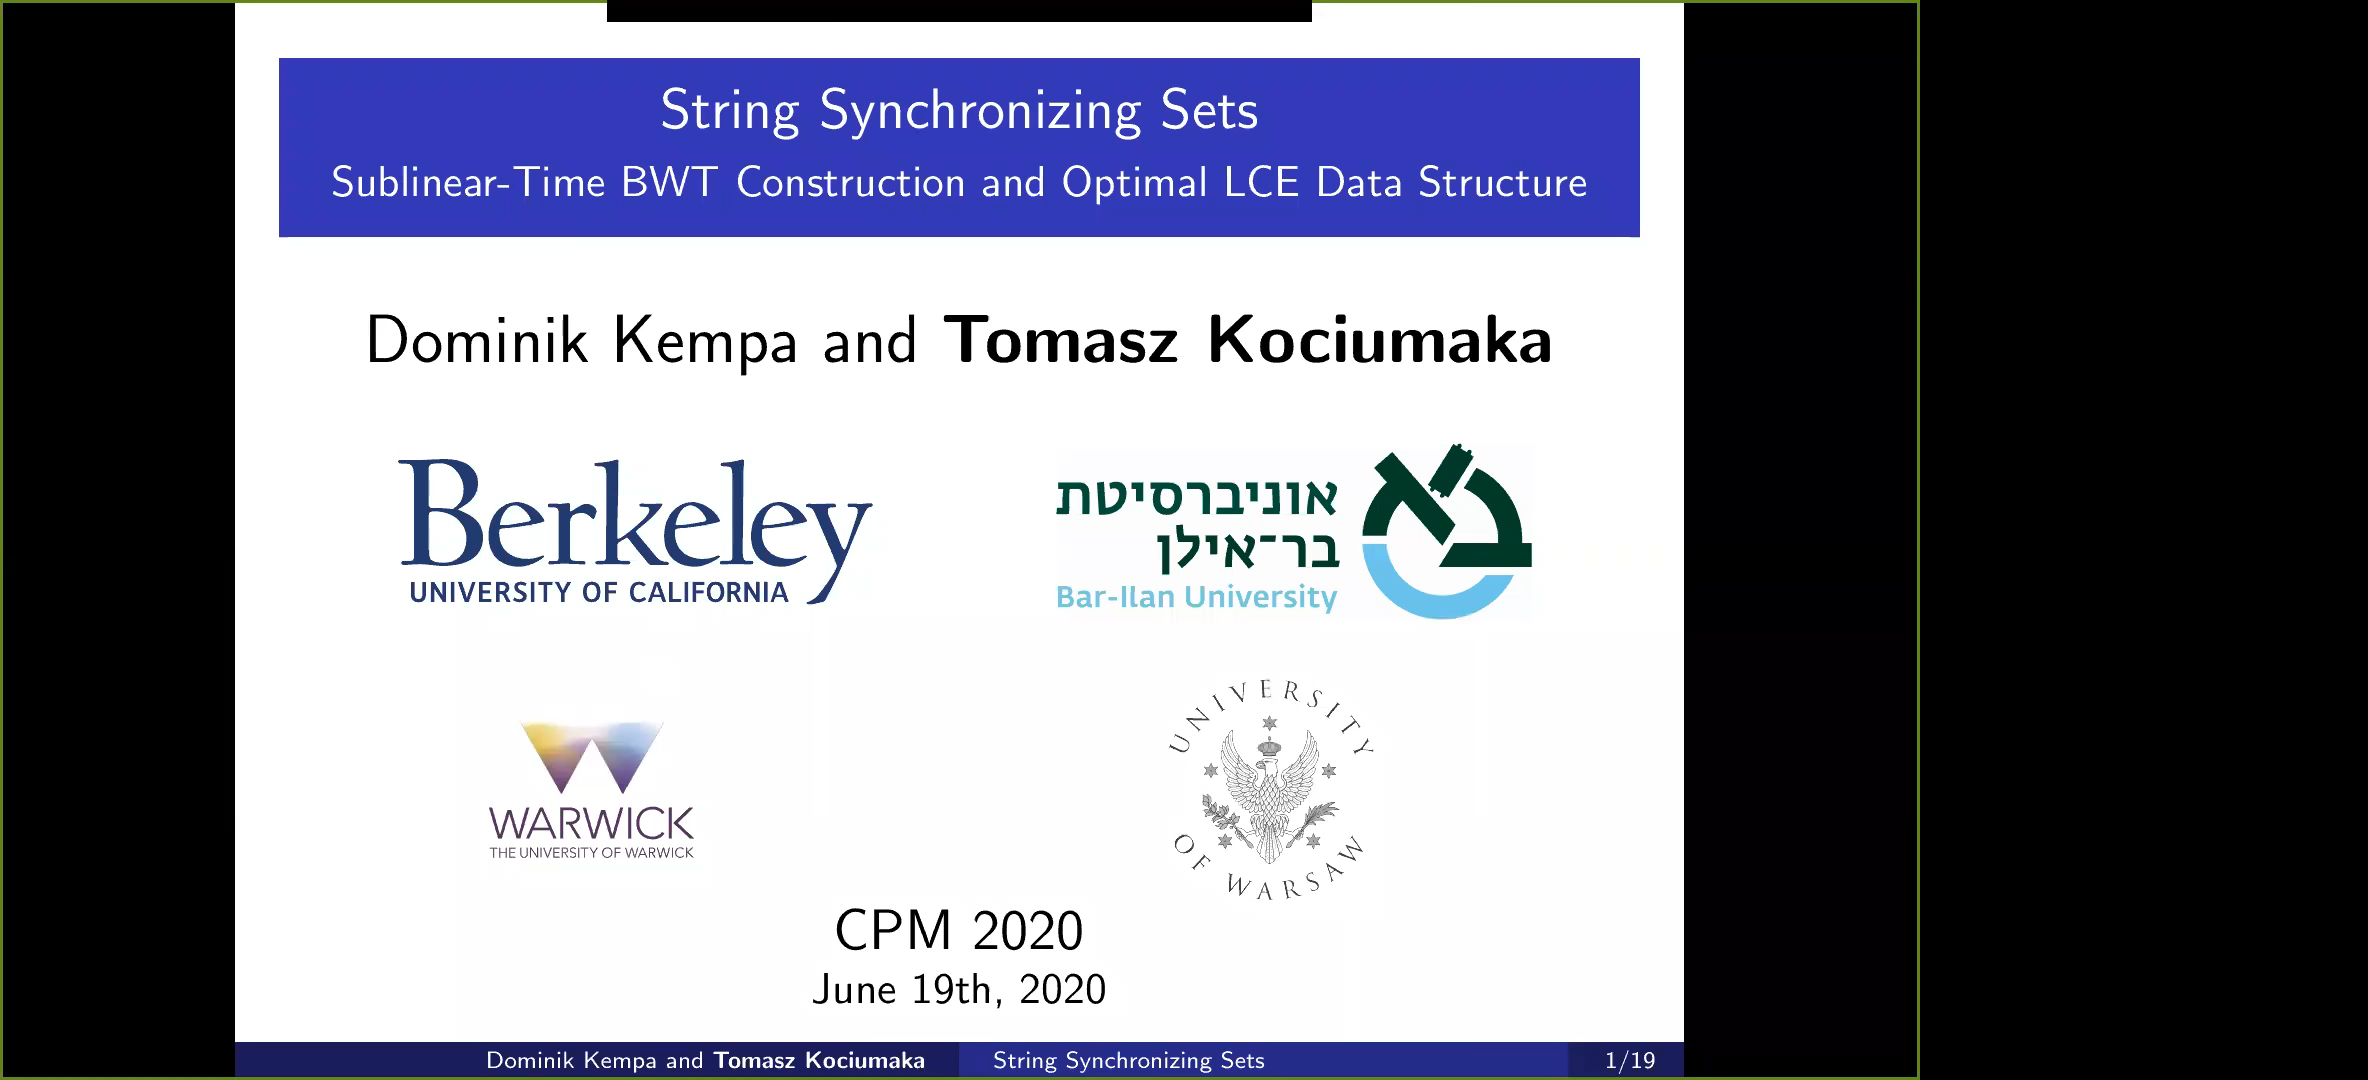 String Synchronizing Sets
Sublinear-Time BWT Construction and Optimal LCE Data Structure
Dominik Kempa and Tomasz Kociumaka
Berkeley
UNIVERSITY OF CALIFORNIA
אוניברסיטת
בר־אילן
Bar-Ilan University
WARWICK
THE UNIVERSITY OF WARWICK
UNIVERSITY
OF WARSAW
CPM 2020
June 19th, 2020
Dominik Kempa and Tomasz Kociumaka String Synchronizing Sets 1/19